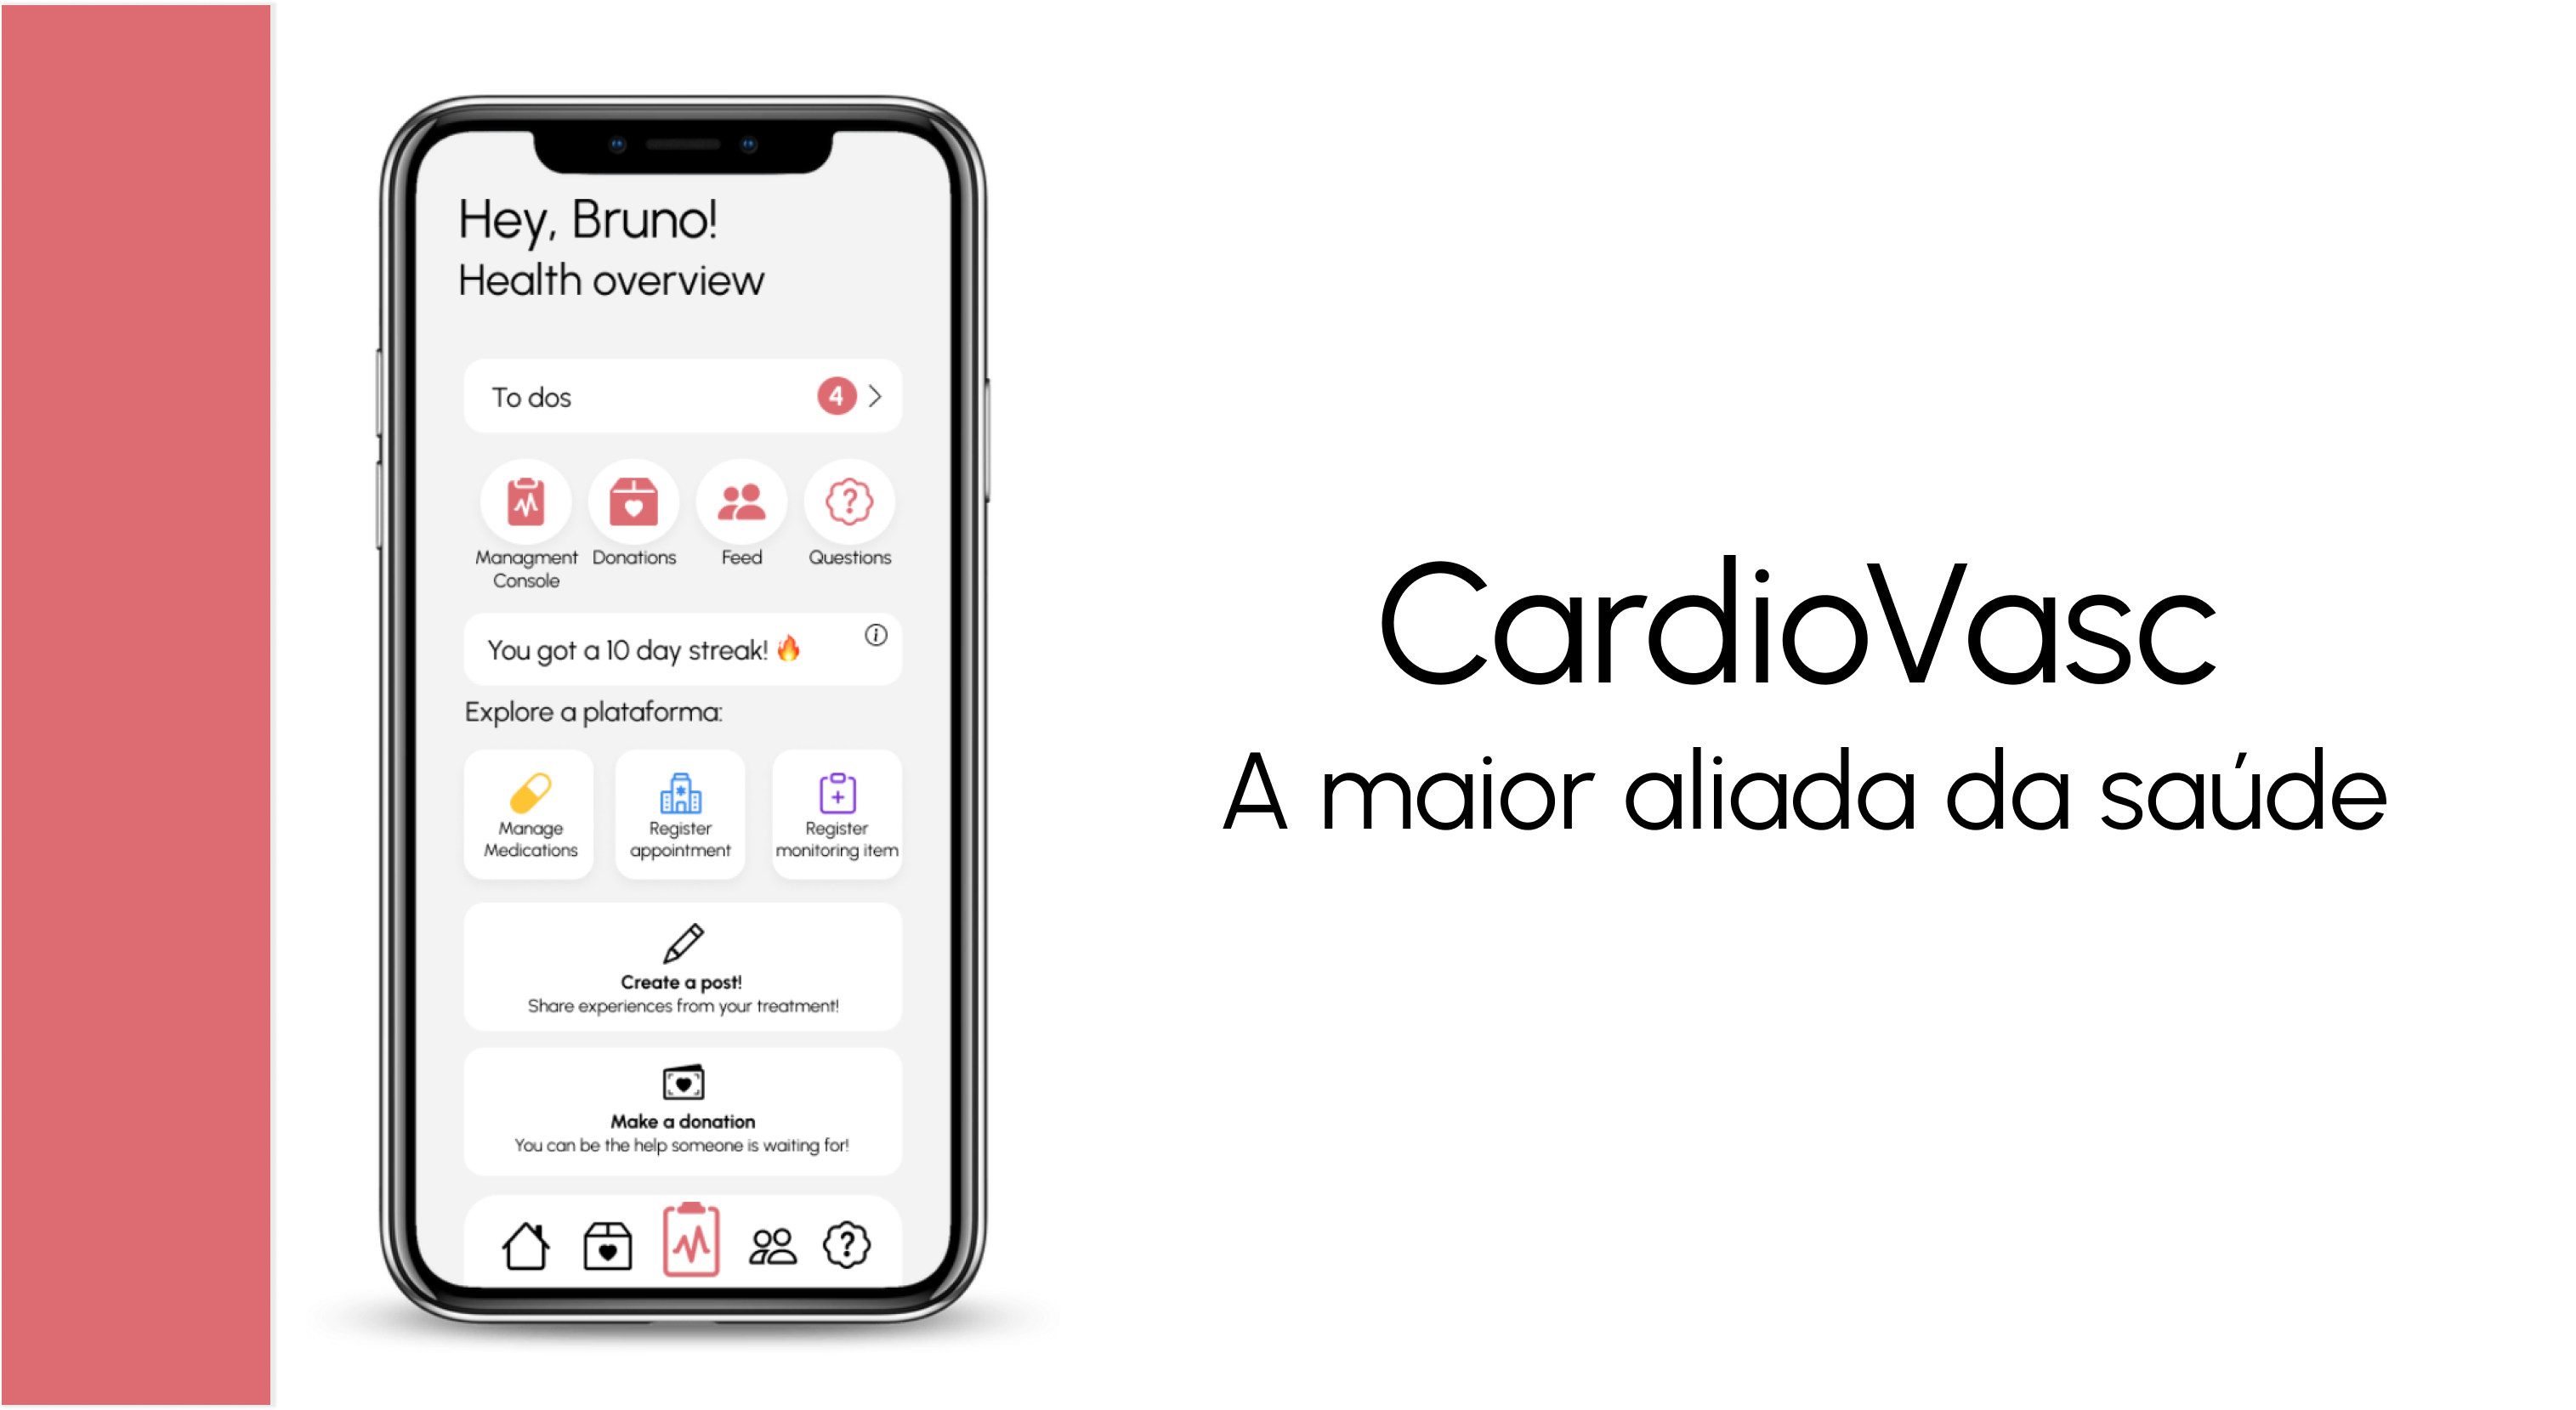 Hey, Bruno!
Health overview
To dos
4
Managment
Console
Donations
Feed
Questions
You got a 10 day streak! 🔥
Explore a plataforma:
Manage
Medications
Register
appointment
Register
monitoring item
Create a post!
Share experiences from your treatment!
Make a donation
You can be the help someone is waiting for!
CardioVasc
A maior aliada da saúde